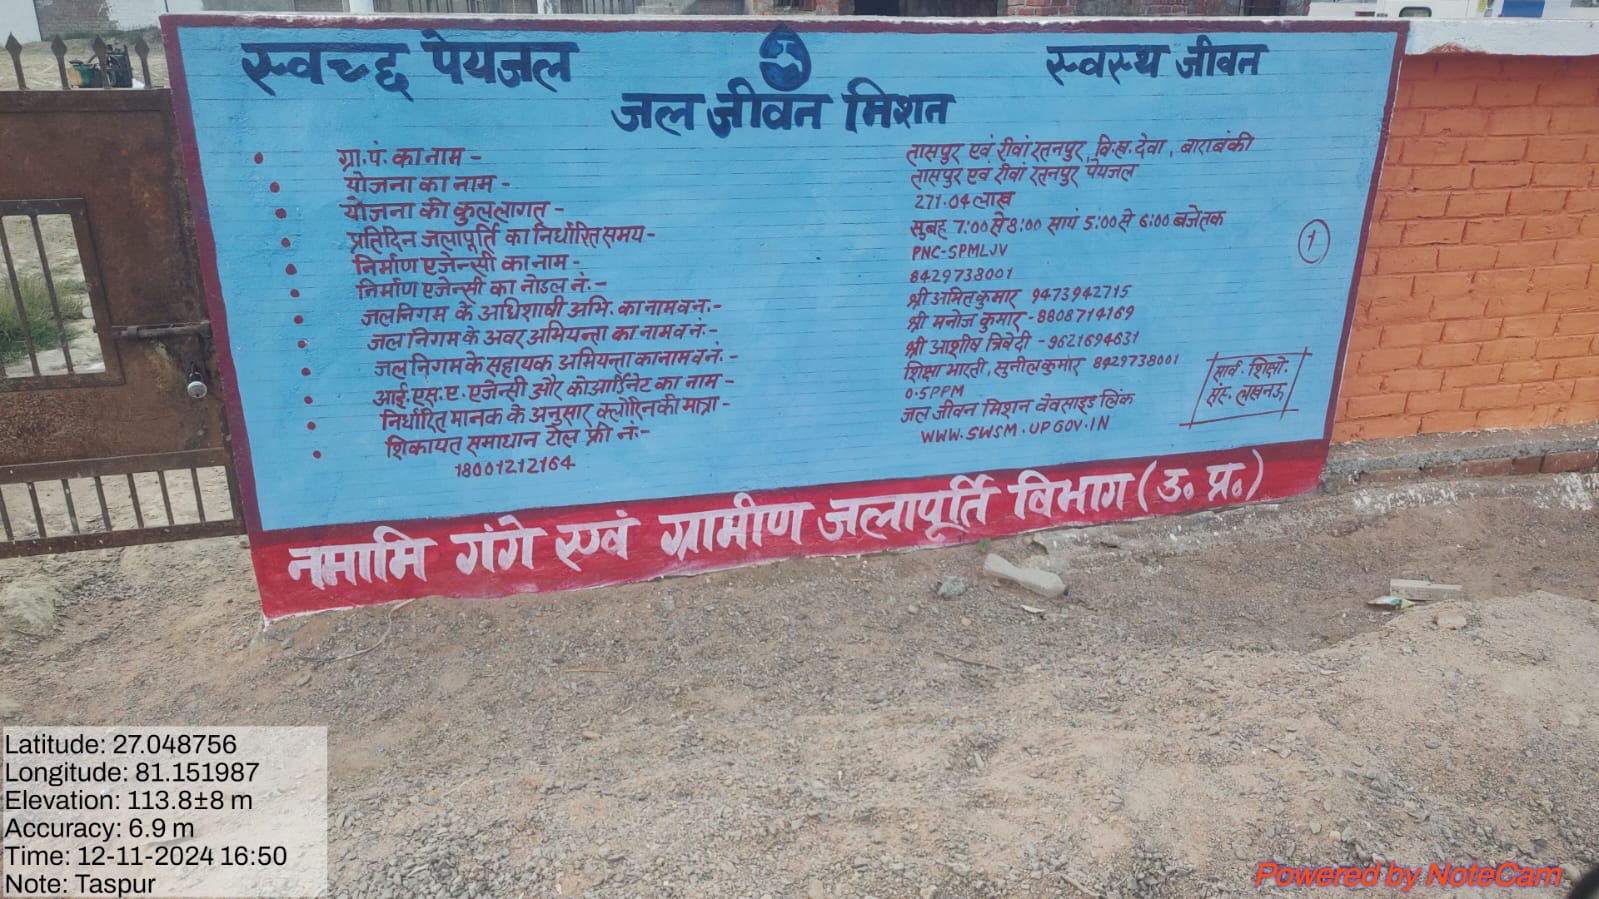 स्वच्छ पेयजल
स्वस्थ जीवन
जल जीवन मिशन
ग्रा.पं. का नाम - तासपुर एवं रीवां रतनपुर, वि.ख. देवा, बाराबंकी
योजना का नाम - तासपुर एवं रीवां रतनपुर पेयजल
योजना की कुललागत - 271.04 लाख
प्रतिदिन जलापूर्ति का निर्धारित समय - सुबह 7:00 से 8:00 सायं 5:00 से 6:00 बजे तक
निर्माण एजेन्सी का नाम - PNC-SPMLJV
निर्माण एजेन्सी का नोडल नं.- 8429738001
जलनिगम के अधिशाषी अभि. का नाम व नं.- श्री अमित कुमार 9473942715
जल निगम के अवर अभियन्ता का नाम व नं.- श्री मनोज कुमार - 8808714169
जल निगम के सहायक अभियन्ता का नाम व नं.- श्री आशीष त्रिवेदी - 9621694631
आई.एस.ए. एजेन्सी और कोआर्डिनेट का नाम - शिक्षा भारती, सुनील कुमार 8429738001
निर्धारित मानक के अनुसार क्लोरिन की मात्रा - 0.5PPM
शिकायत समाधान टोल फ्री नं:- जल जीवन मिशन वेवसाइड लिंक
18001212164 WWW.SWSM.UPGOV.IN
1
सार्व. शिक्षो.
सं. लखनऊ
नमामि गंगे एवं ग्रामीण जलापूर्ति विभाग (उ. प्र.)
Latitude: 27.048756
Longitude: 81.151987
Elevation: 113.8±8 m
Accuracy: 6.9 m
Time: 12-11-2024 16:50
Note: Taspur
Powered by NoteCam